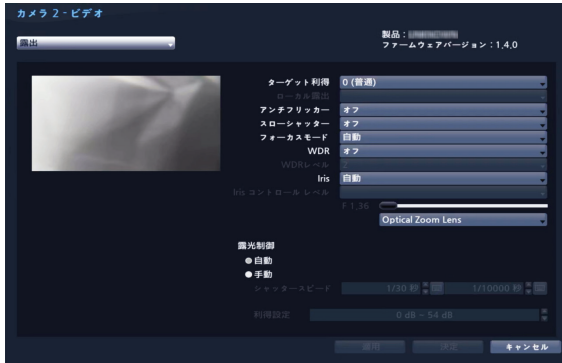 カメラ 2 - ビデオ
露出
製品 :
ファームウェアバージョン : 1,4,0
ターゲット利得 0 (普通)
ローカル露出
アンチフリッカー オフ
スローシャッター オフ
フォーカスモード 自動
WDR オフ
WDRレベル 2
Iris 自動
Iris コントロール レベル
F 1,36
Optical Zoom Lens
露光制御
自動
手動
シャッタースピード 1/30 秒 1/10000 秒
利得設定 0 dB ~ 54 dB
適用 決定 キャンセル